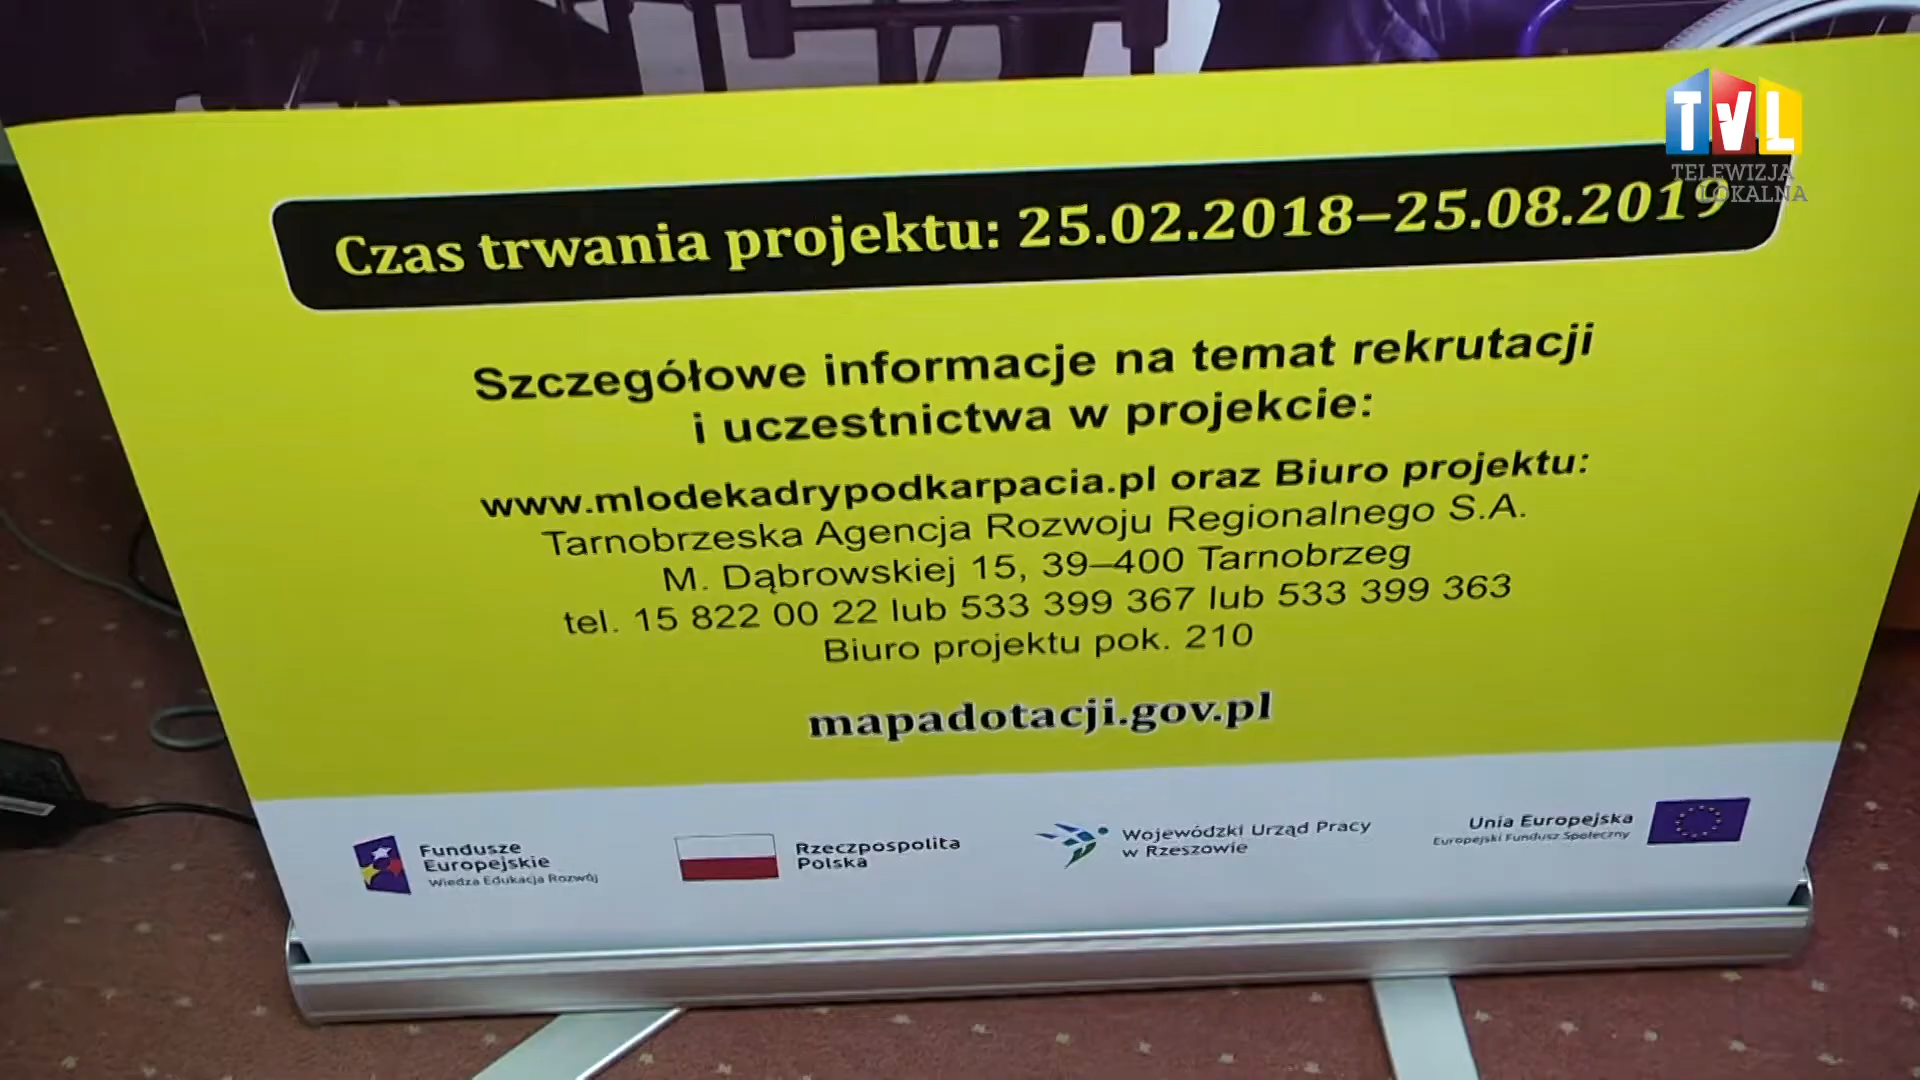 TVL
TELEWIZJA
LOKALNA
Czas trwania projektu: 25.02.2018–25.08.2019
Szczegółowe informacje na temat rekrutacji
i uczestnictwa w projekcie:
www.mlodekadrypodkarpacia.pl oraz Biuro projektu:
Tarnobrzeska Agencja Rozwoju Regionalnego S.A.
M. Dąbrowskiej 15, 39–400 Tarnobrzeg
tel. 15 822 00 22 lub 533 399 367 lub 533 399 363
Biuro projektu pok. 210
mapadotacji.gov.pl
Fundusze
Europejskie
Wiedza Edukacja Rozwój
Rzeczpospolita
Polska
Wojewódzki Urząd Pracy
w Rzeszowie
Unia Europejska
Europejski Fundusz Społeczny